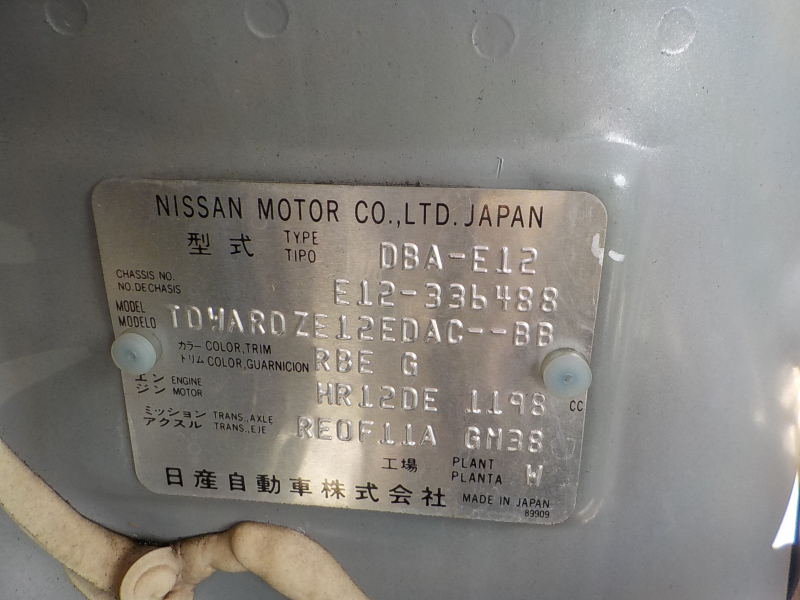 NISSAN MOTOR CO.,LTD. JAPAN
型式 TYPE TIPO DBA-E12
CHASSIS NO. NO. DE CHASIS E12-336488
MODEL MODELO TDWARDZE12EDAC--BB
カラー COLOR, TRIM トリム COLOR, GUARNICION RBE G
エンジン ENGINE MOTOR HR12DE 1198 CC
ミッション TRANS., AXLE アクスル TRANS., EJE RE0F11A GM38
工場 PLANT PLANTA W
日産自動車株式会社 MADE IN JAPAN
89909